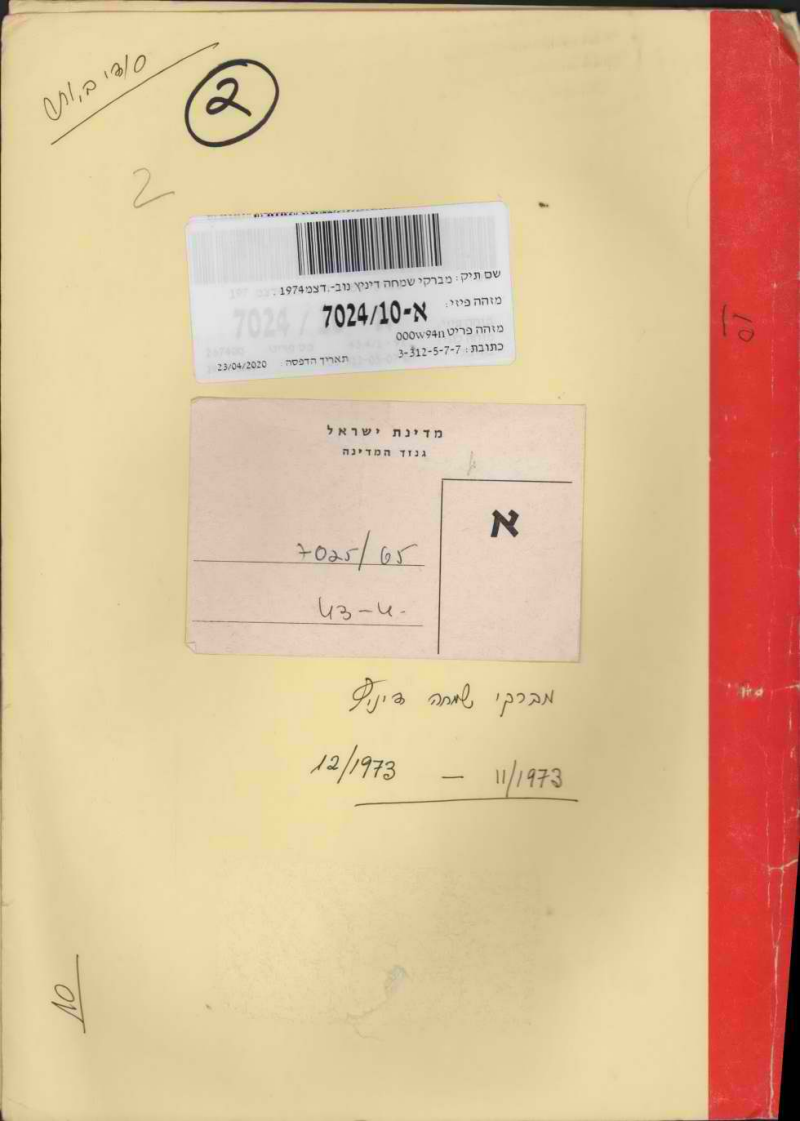 סודי ביותר
2
2
שם תיק: מברקי שמחה דיניץ נוב-דצמ 1974
מזהה פיזי: 7024/10-א
מזהה פריט 000w94n
כתובת: 3-312-5-7-7
תאריך הדפסה: 23/04/2020
מדינת ישראל
גנזך המדינה
א
7025/65
מברקי שמחה דיניץ
11/1973 — 12/1973
10
10